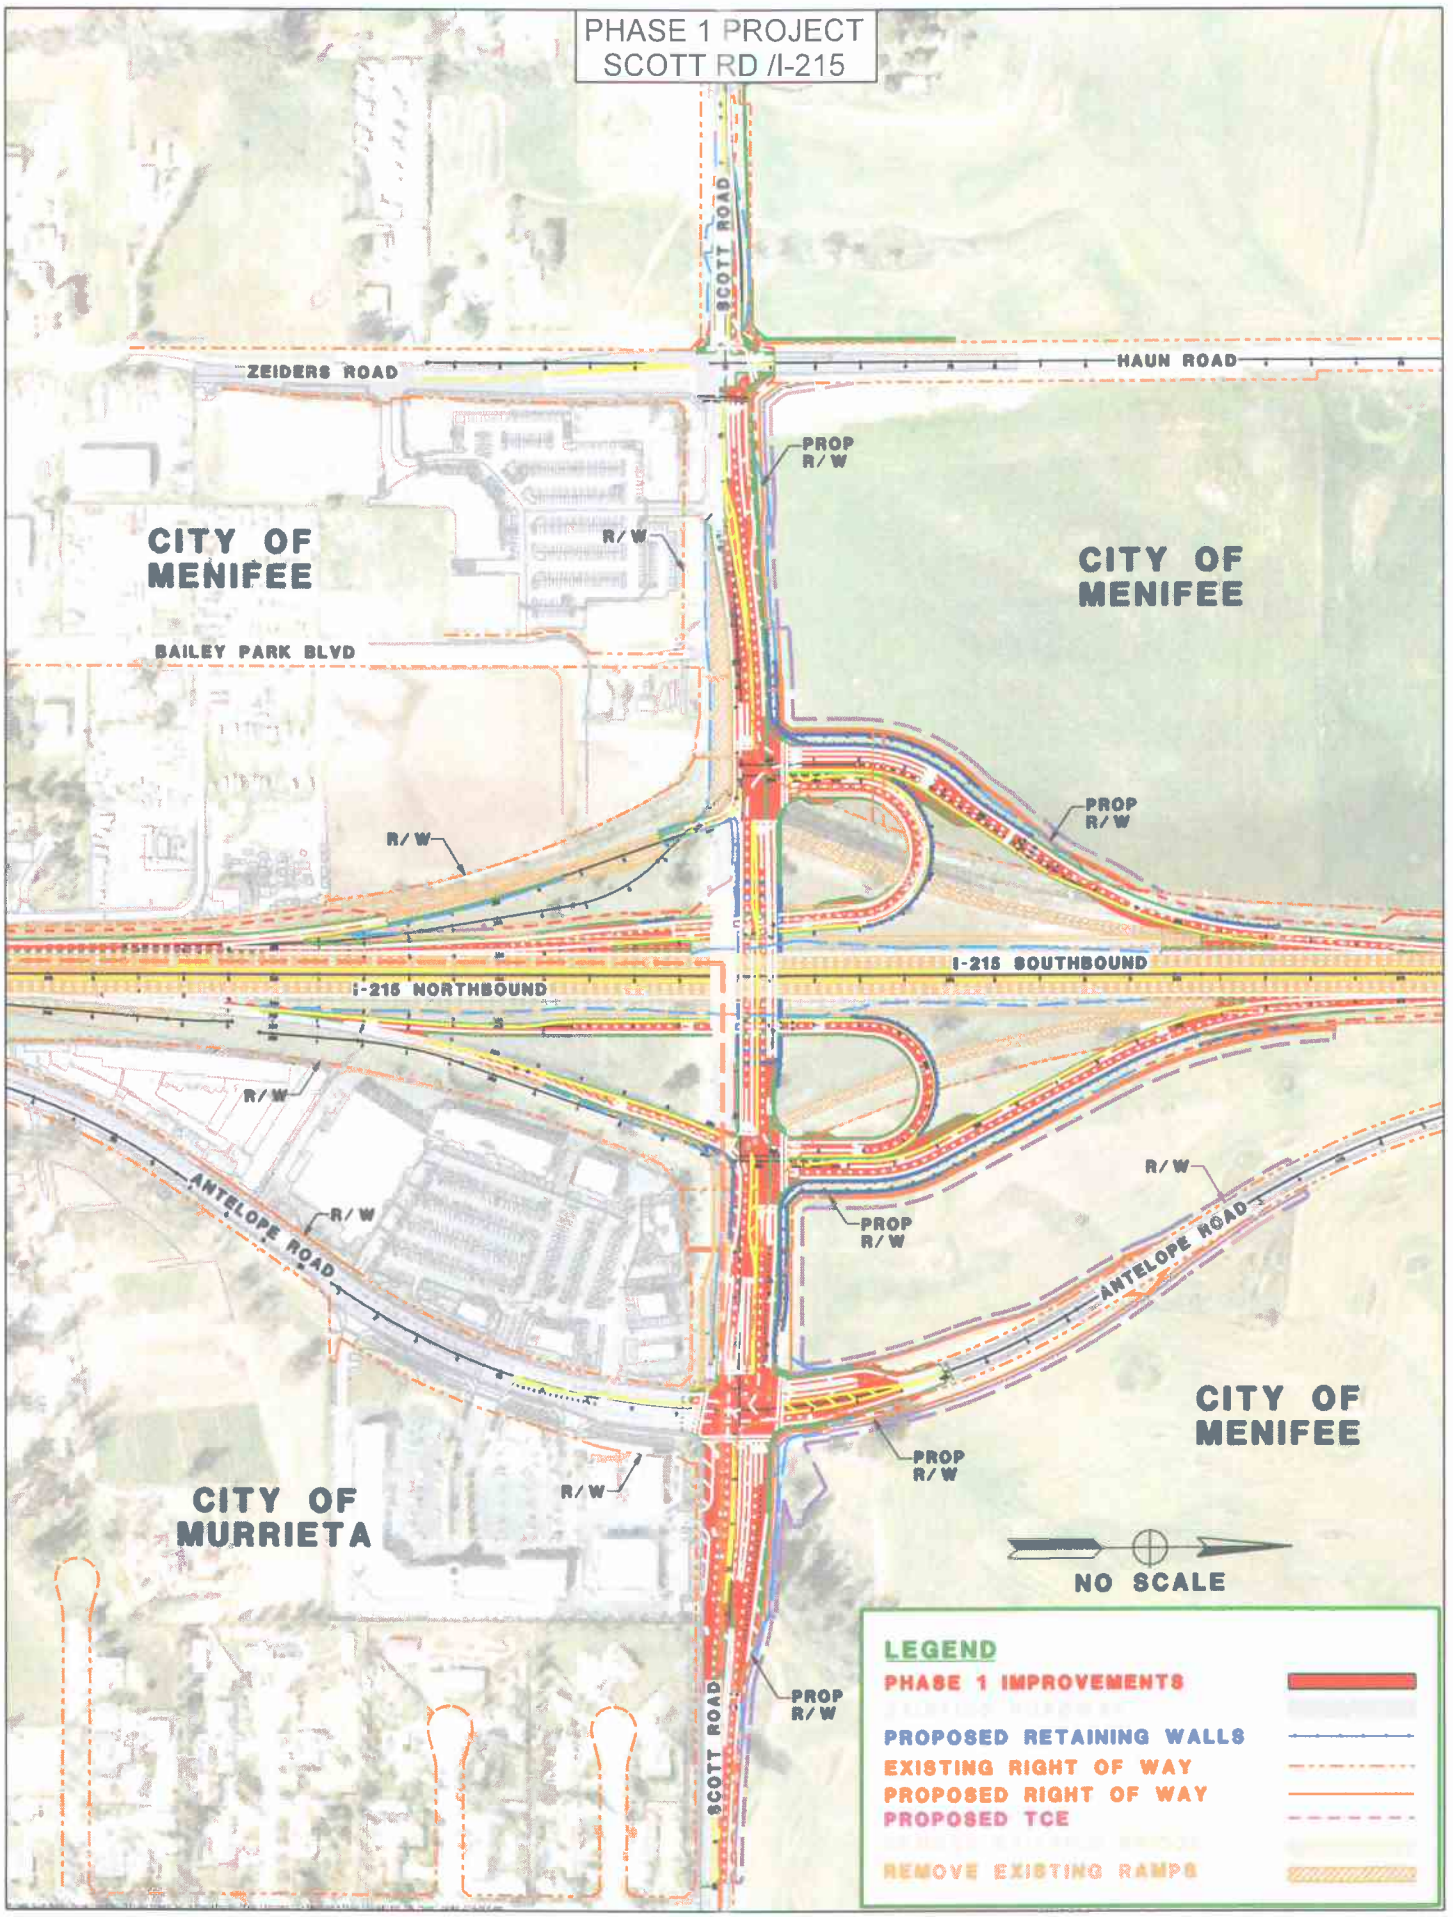 PHASE 1 PROJECT
SCOTT RD /I-215
SCOTT ROAD
ZEIDERS ROAD
HAUN ROAD
PROP
R/W
CITY OF
MENIFEE
R/W
CITY OF
MENIFEE
BAILEY PARK BLVD
R/W
PROP
R/W
I-215 SOUTHBOUND
I-215 NORTHBOUND
R/W
ANTELOPE ROAD
R/W
PROP
R/W
R/W
ANTELOPE ROAD
CITY OF
MENIFEE
PROP
R/W
R/W
CITY OF
MURRIETA
NO SCALE
SCOTT ROAD
PROP
R/W
LEGEND
PHASE 1 IMPROVEMENTS
PROPOSED RETAINING WALLS
EXISTING RIGHT OF WAY
PROPOSED RIGHT OF WAY
PROPOSED TCE
REMOVE EXISTING RAMPS